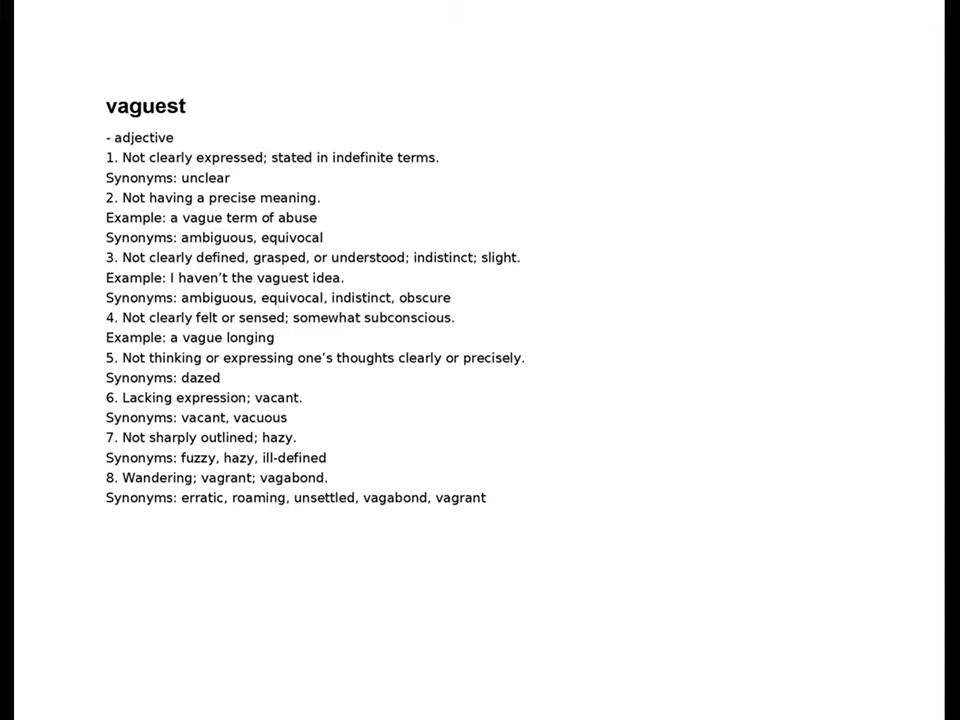 vaguest
- adjective
1. Not clearly expressed; stated in indefinite terms.
Synonyms: unclear
2. Not having a precise meaning.
Example: a vague term of abuse
Synonyms: ambiguous, equivocal
3. Not clearly defined, grasped, or understood; indistinct; slight.
Example: I haven’t the vaguest idea.
Synonyms: ambiguous, equivocal, indistinct, obscure
4. Not clearly felt or sensed; somewhat subconscious.
Example: a vague longing
5. Not thinking or expressing one’s thoughts clearly or precisely.
Synonyms: dazed
6. Lacking expression; vacant.
Synonyms: vacant, vacuous
7. Not sharply outlined; hazy.
Synonyms: fuzzy, hazy, ill-defined
8. Wandering; vagrant; vagabond.
Synonyms: erratic, roaming, unsettled, vagabond, vagrant